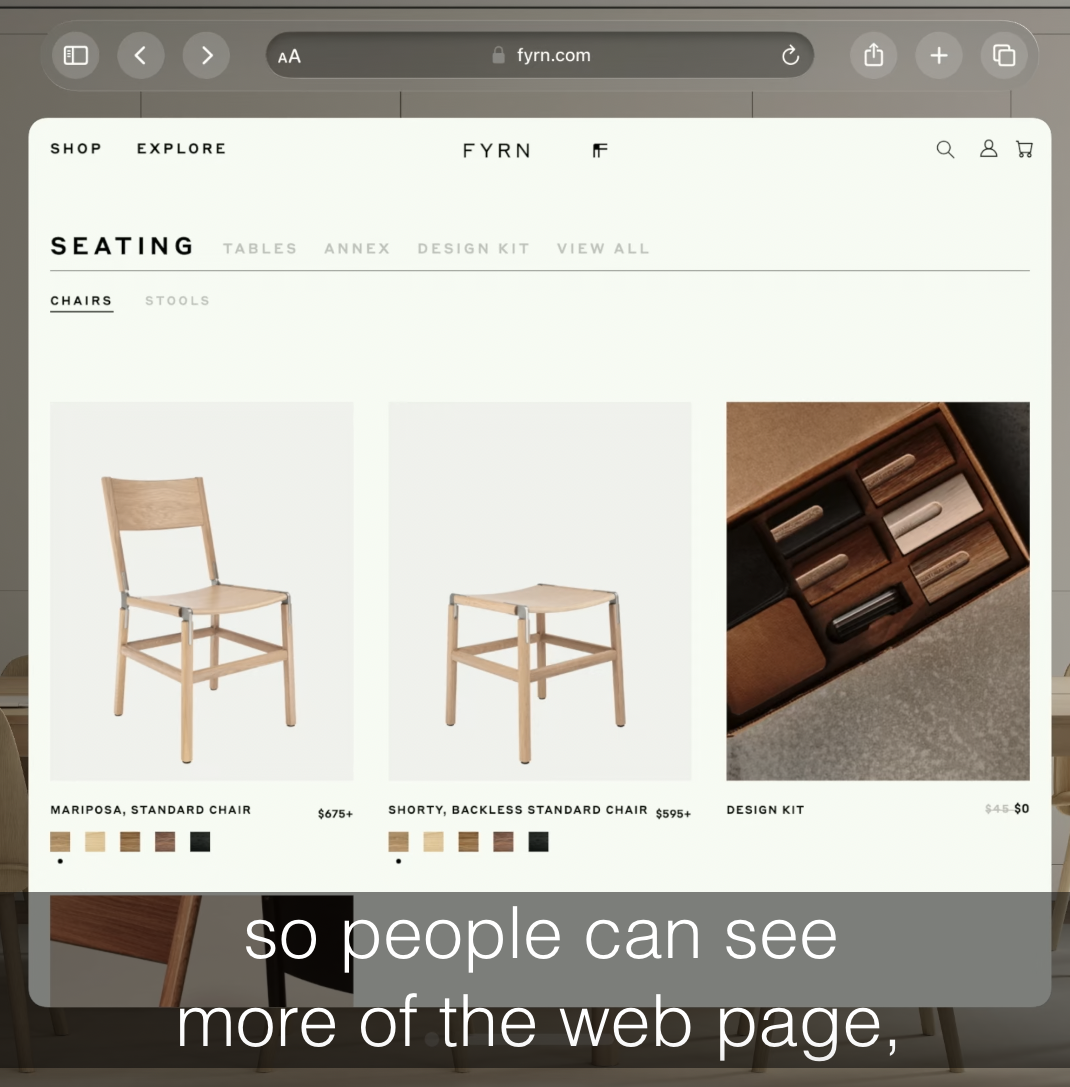 AA fyrn.com
SHOP EXPLORE FYRN
SEATING TABLES ANNEX DESIGN KIT VIEW ALL
CHAIRS STOOLS
MARIPOSA, STANDARD CHAIR $675+
SHORTY, BACKLESS STANDARD CHAIR $595+
DESIGN KIT $45 $0
so people can see
more of the web page,